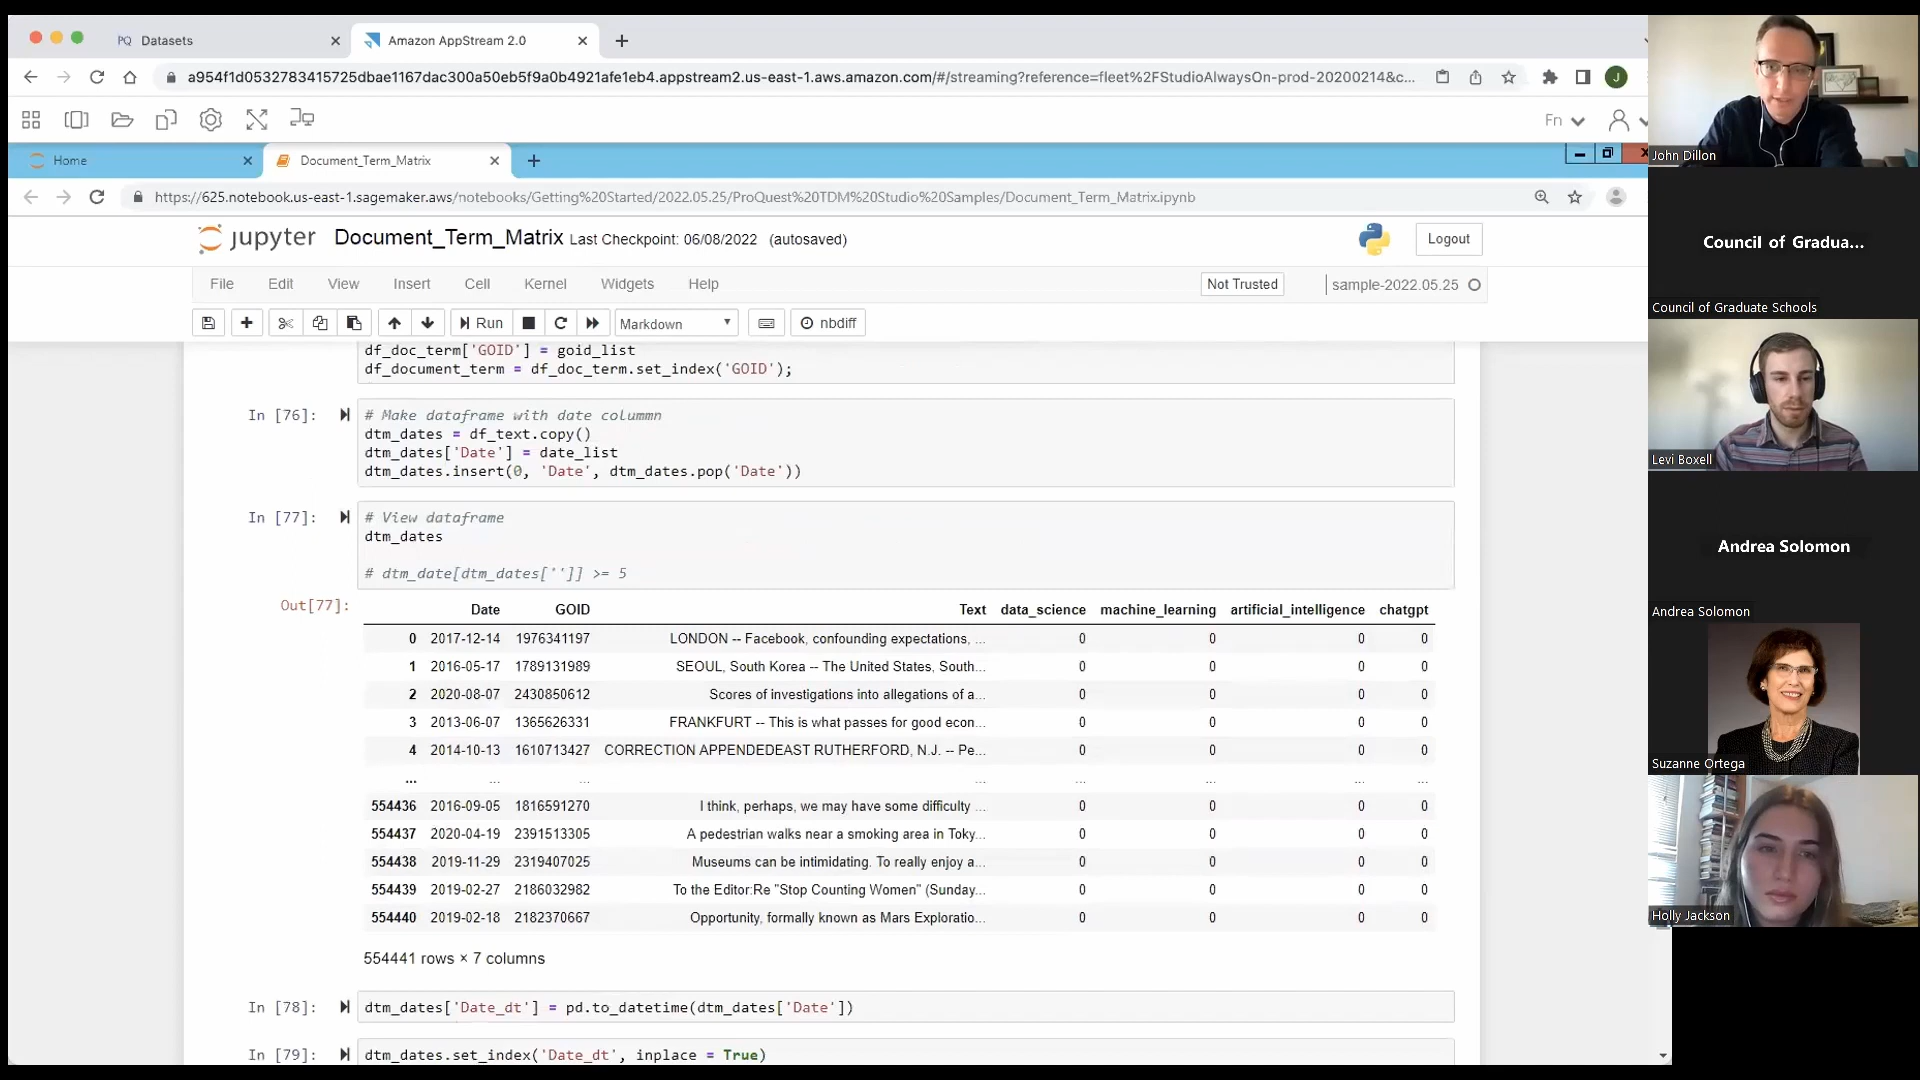 PQ Datasets
Amazon AppStream 2.0
a954f1d0532783415725dbae1167dac300a50eb5f9a0b4921afe1eb4.appstream2.us-east-1.aws.amazon.com/#/streaming?reference=fleet%2FStudioAlwaysOn-prod-20200214&c...
J
Fn
Home
Document_Term_Matrix
https://625.notebook.us-east-1.sagemaker.aws/notebooks/Getting%20Started/2022.05.25/ProQuest%20TDM%20Studio%20Samples/Document_Term_Matrix.ipynb
jupyter Document_Term_Matrix Last Checkpoint: 06/08/2022 (autosaved)
Logout
File Edit View Insert Cell Kernel Widgets Help
Not Trusted
sample-2022.05.25
Run
Markdown
nbdiff
df_doc_term['GOID'] = goid_list
df_document_term = df_doc_term.set_index('GOID');
In [76]:
# Make dataframe with date colummn
dtm_dates = df_text.copy()
dtm_dates['Date'] = date_list
dtm_dates.insert(0, 'Date', dtm_dates.pop('Date'))
In [77]:
# View dataframe
dtm_dates
# dtm_date[dtm_dates['']] >= 5
Out[77]:
Date GOID Text data_science machine_learning artificial_intelligence chatgpt
0 2017-12-14 1976341197 LONDON -- Facebook, confounding expectations, ... 0 0 0 0
1 2016-05-17 1789131989 SEOUL, South Korea -- The United States, South... 0 0 0 0
2 2020-08-07 2430850612 Scores of investigations into allegations of a... 0 0 0 0
3 2013-06-07 1365626331 FRANKFURT -- This is what passes for good econ... 0 0 0 0
4 2014-10-13 1610713427 CORRECTION APPENDEDEAST RUTHERFORD, N.J. -- Pe... 0 0 0 0
... ... ... ... ... ... ... ...
554436 2016-09-05 1816591270 I think, perhaps, we may have some difficulty ... 0 0 0 0
554437 2020-04-19 2391513305 A pedestrian walks near a smoking area in Toky... 0 0 0 0
554438 2019-11-29 2319407025 Museums can be intimidating. To really enjoy a... 0 0 0 0
554439 2019-02-27 2186032982 To the Editor:Re "Stop Counting Women" (Sunday... 0 0 0 0
554440 2019-02-18 2182370667 Opportunity, formally known as Mars Exploratio... 0 0 0 0
554441 rows × 7 columns
In [78]:
dtm_dates['Date_dt'] = pd.to_datetime(dtm_dates['Date'])
In [79]:
dtm_dates.set_index('Date_dt', inplace = True)
John Dillon
Council of Gradua...
Council of Graduate Schools
Levi Boxell
Andrea Solomon
Andrea Solomon
Suzanne Ortega
Holly Jackson